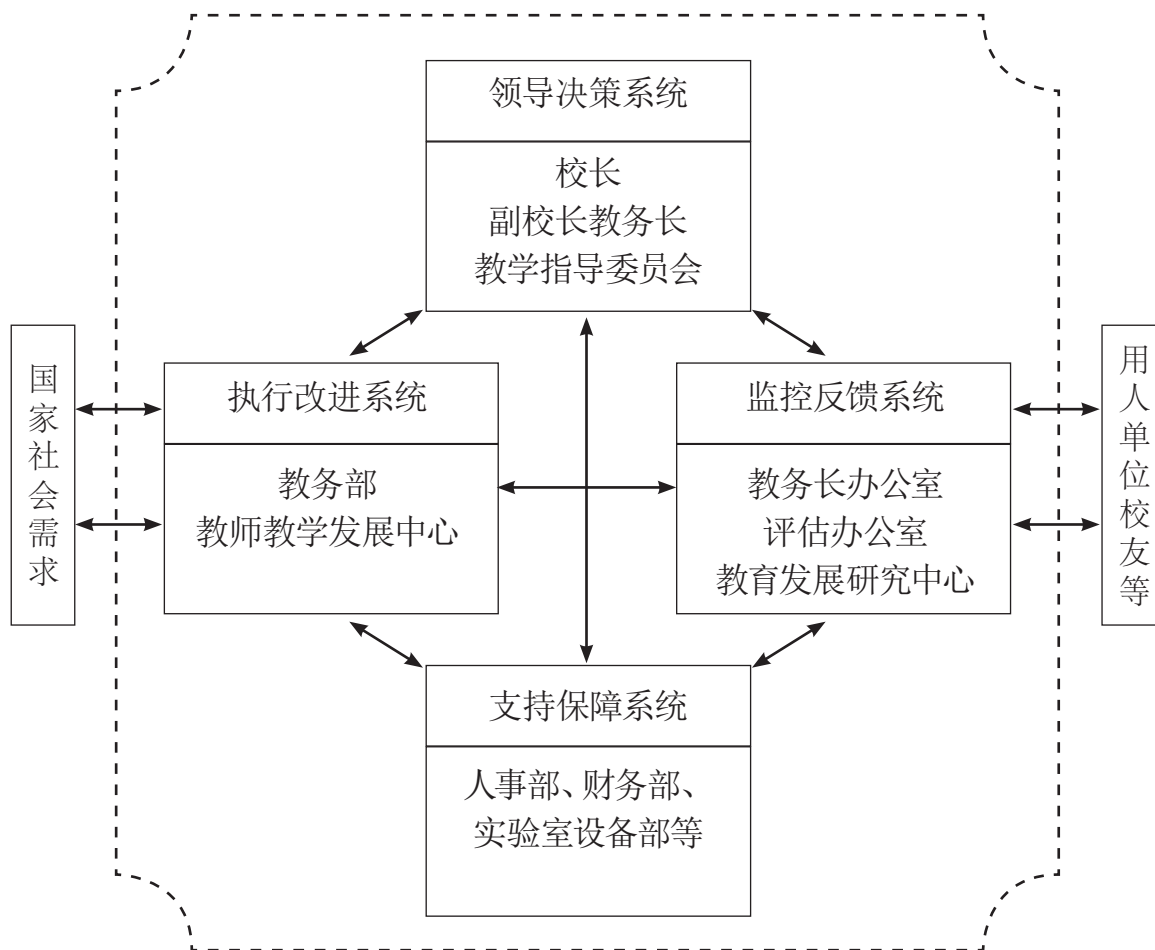 领导决策系统
校长
副校长教务长
教学指导委员会
国家社会需求
执行改进系统
教务部
教师教学发展中心
监控反馈系统
教务长办公室
评估办公室
教育发展研究中心
用人单位校友等
支持保障系统
人事部、财务部、
实验室设备部等